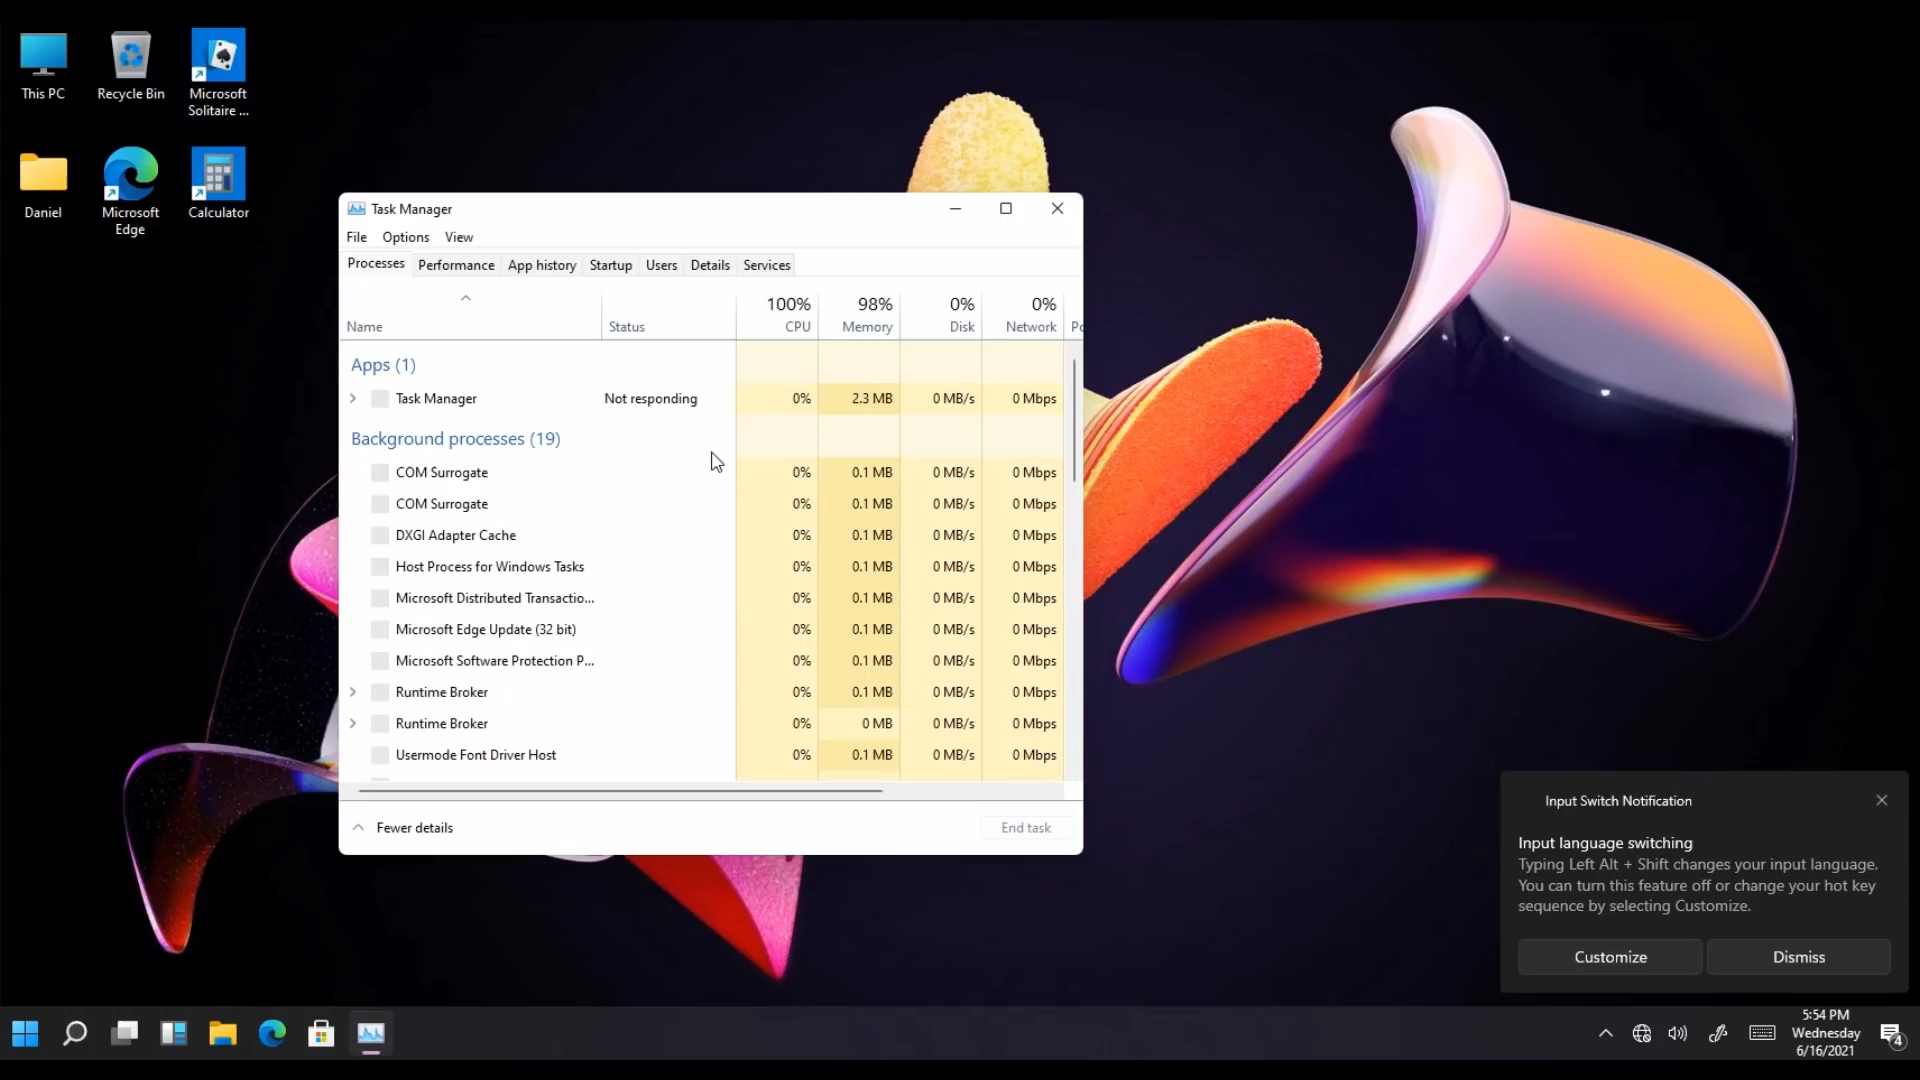 This PC
Recycle Bin
Microsoft
Solitaire ...
Daniel
Microsoft
Edge
Calculator
Task Manager
File Options View
Processes Performance App history Startup Users Details Services
100% 98% 0% 0%
Name Status CPU Memory Disk Network Po
Apps (1)
Task Manager Not responding 0% 2.3 MB 0 MB/s 0 Mbps
Background processes (19)
COM Surrogate 0% 0.1 MB 0 MB/s 0 Mbps
COM Surrogate 0% 0.1 MB 0 MB/s 0 Mbps
DXGI Adapter Cache 0% 0.1 MB 0 MB/s 0 Mbps
Host Process for Windows Tasks 0% 0.1 MB 0 MB/s 0 Mbps
Microsoft Distributed Transactio... 0% 0.1 MB 0 MB/s 0 Mbps
Microsoft Edge Update (32 bit) 0% 0.1 MB 0 MB/s 0 Mbps
Microsoft Software Protection P... 0% 0.1 MB 0 MB/s 0 Mbps
Runtime Broker 0% 0.1 MB 0 MB/s 0 Mbps
Runtime Broker 0% 0 MB 0 MB/s 0 Mbps
Usermode Font Driver Host 0% 0.1 MB 0 MB/s 0 Mbps
Fewer details End task
Input Switch Notification
Input language switching
Typing Left Alt + Shift changes your input language.
You can turn this feature off or change your hot key
sequence by selecting Customize.
Customize Dismiss
5:54 PM
Wednesday
6/16/2021
4